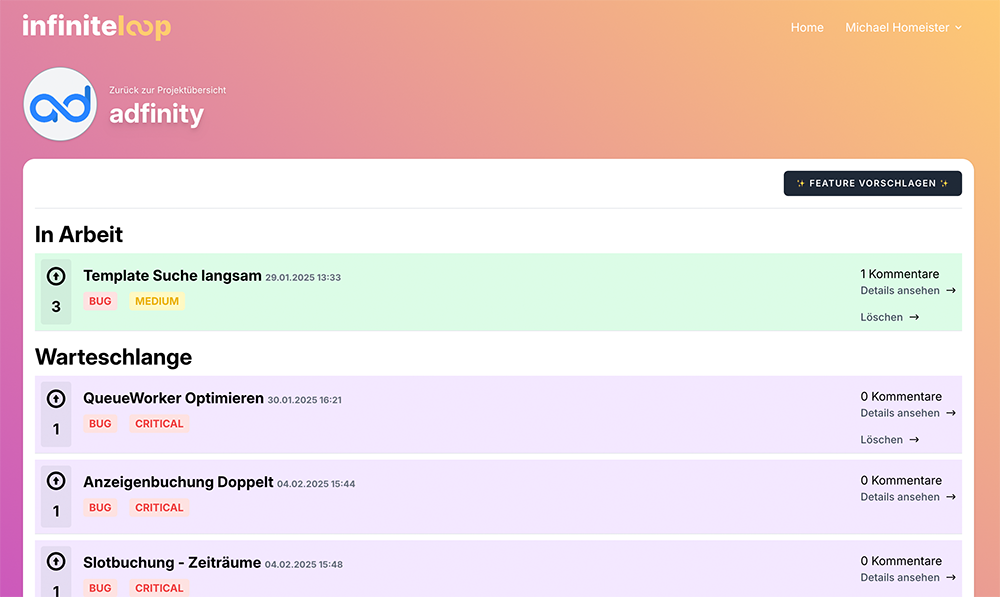 infiniteloop
Home
Michael Homeister
Zurück zur Projektübersicht
adfinity
✨ FEATURE VORSCHLAGEN ✨
In Arbeit
Template Suche langsam 29.01.2025 13:33
BUG MEDIUM
3
1 Kommentare
Details ansehen →
Löschen →
Warteschlange
QueueWorker Optimieren 30.01.2025 16:21
BUG CRITICAL
1
0 Kommentare
Details ansehen →
Löschen →
Anzeigenbuchung Doppelt 04.02.2025 15:44
BUG CRITICAL
1
0 Kommentare
Details ansehen →
Slotbuchung - Zeiträume 04.02.2025 15:48
BUG CRITICAL
1
0 Kommentare
Details ansehen →